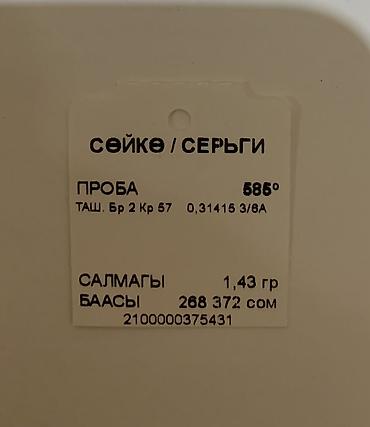 СӨЙКӨ / СЕРЬГИ
ПРОБА 585°
ТАШ. Бр 2 Кр 57 0,31415 3/6А
САЛМАГЫ 1,43 гр
БААСЫ 268 372 сом
2100000375431